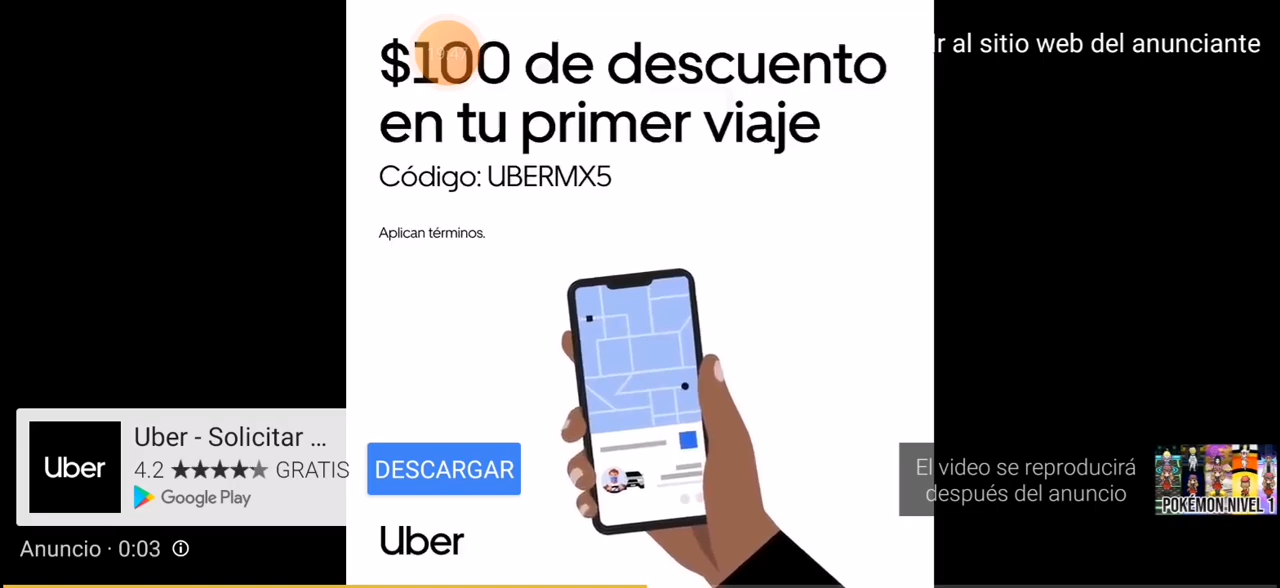 $100 de descuento
en tu primer viaje
Código: UBERMX5
Aplican términos.
Ir al sitio web del anunciante
Uber
Uber - Solicitar ...
4.2 ★★★★★ GRATIS
Google Play
DESCARGAR
Uber
Anuncio · 0:03
El video se reproducirá
después del anuncio
POKÉMON NIVEL 1